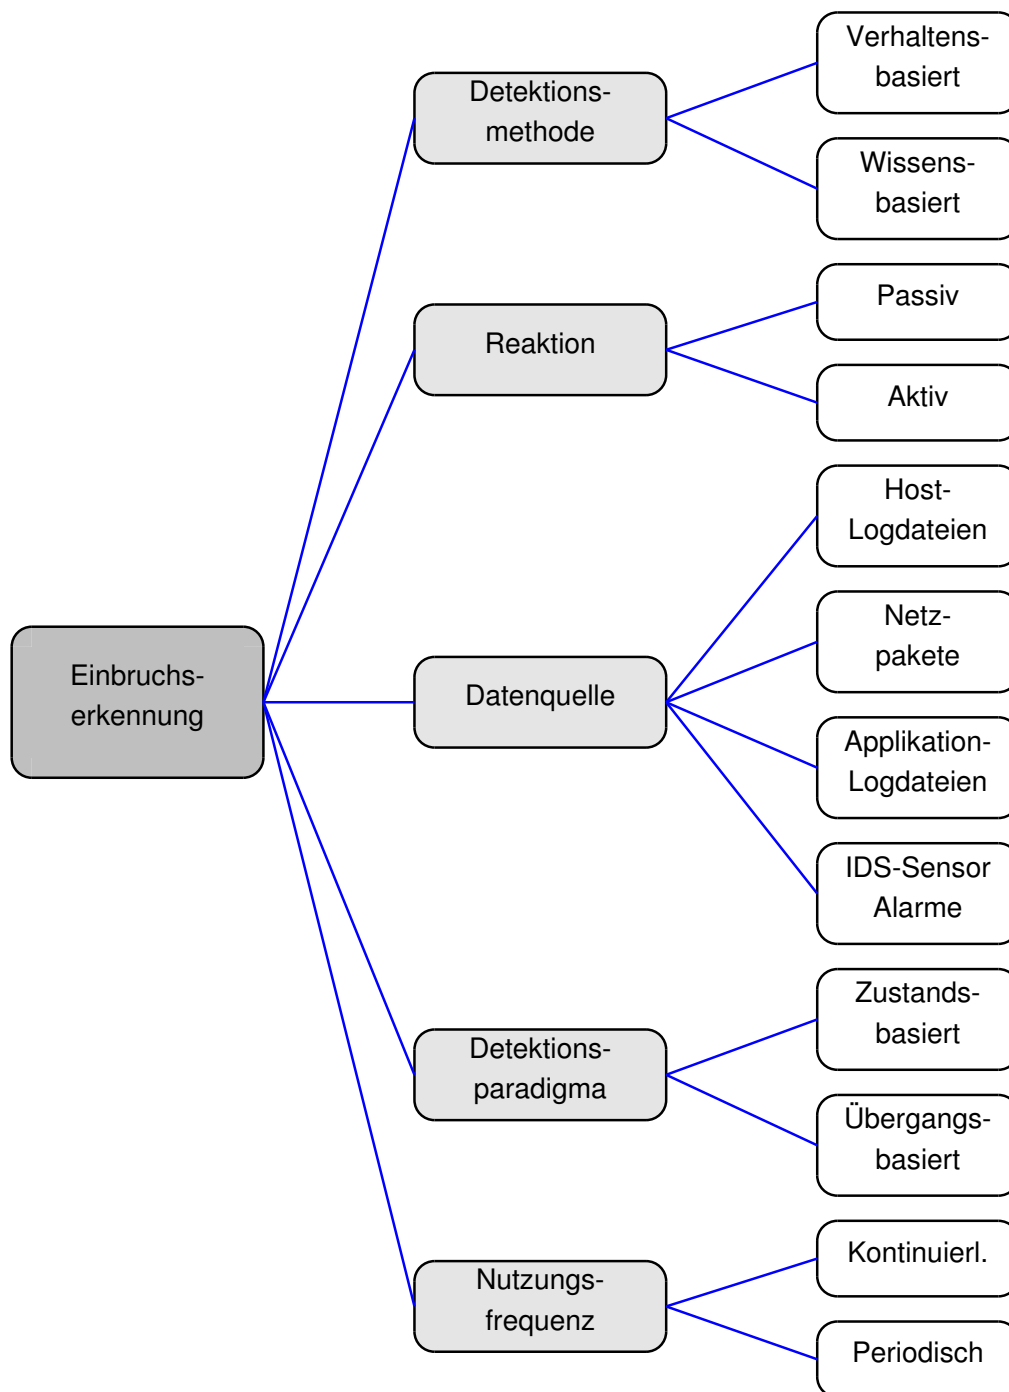 Einbruchs-
erkennung
Detektions-
methode
Verhaltens-
basiert
Wissens-
basiert
Reaktion
Passiv
Aktiv
Datenquelle
Host-
Logdateien
Netz-
pakete
Applikation-
Logdateien
IDS-Sensor
Alarme
Detektions-
paradigma
Zustands-
basiert
Übergangs-
basiert
Nutzungs-
frequenz
Kontinuierl.
Periodisch